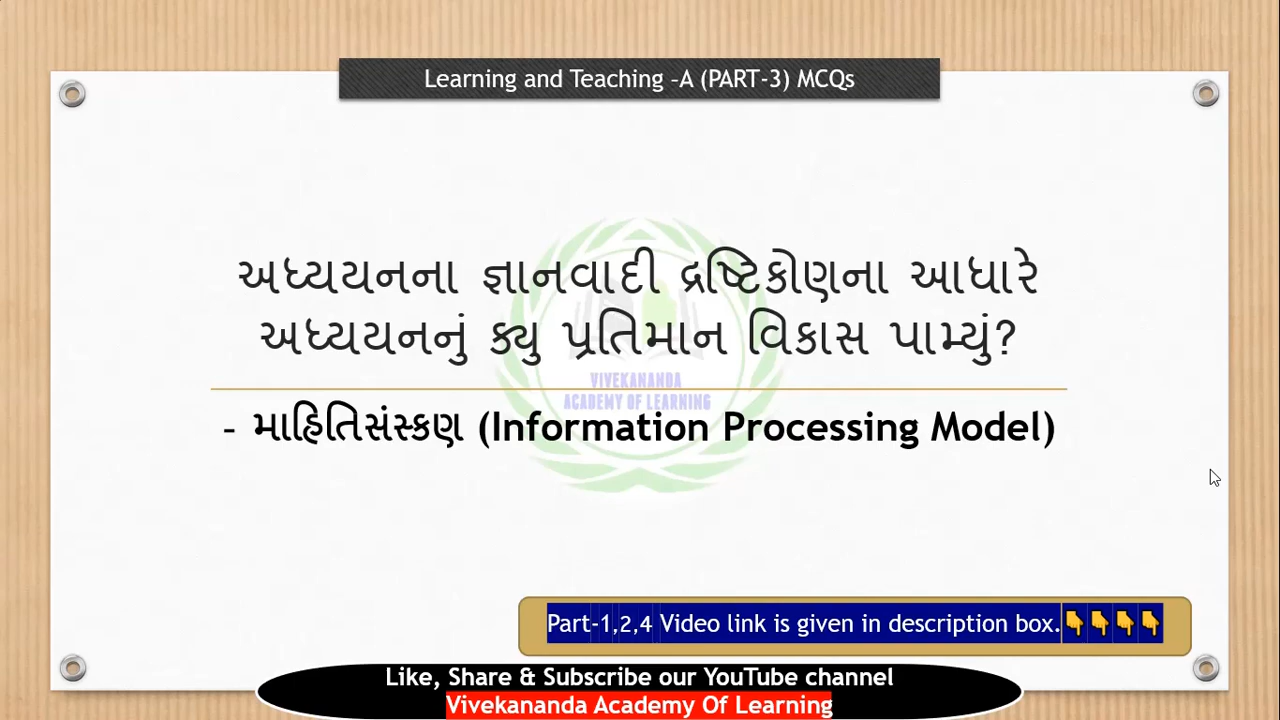 Learning and Teaching –A (PART-3) MCQs
અધ્યયનના જ્ઞાનવાદી દ્રષ્ટિકોણના આધારે
અધ્યયનનું ક્યુ પ્રતિમાન વિકાસ પામ્યું?
VIVEKANANDA
ACADEMY OF LEARNING
- માહિતિસંસ્કણ (Information Processing Model)
Part-1,2,4 Video link is given in description box.👇👇👇👇
Like, Share & Subscribe our YouTube channel
Vivekananda Academy Of Learning